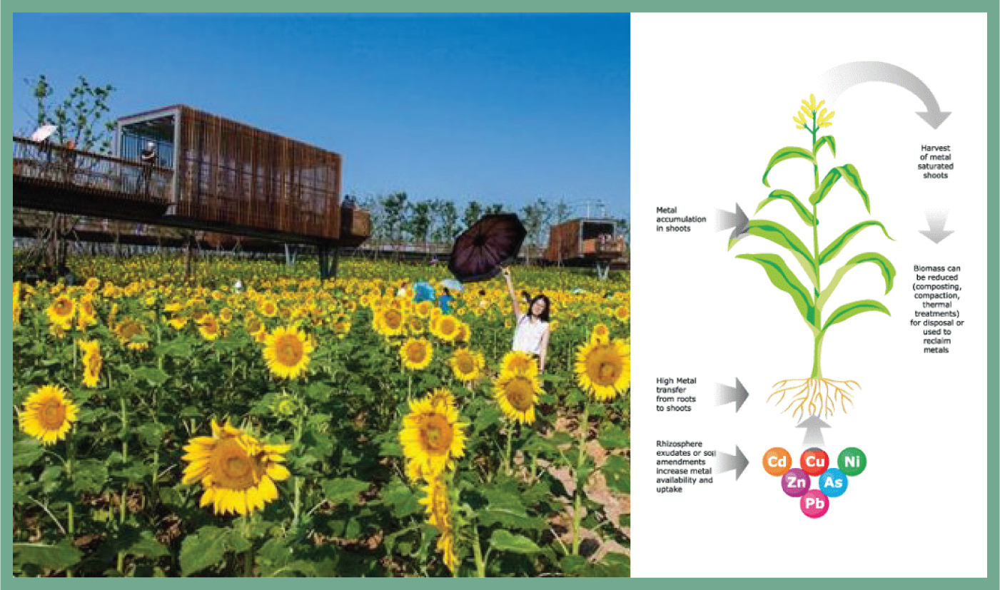 Harvest
of metal
saturated
shoots
Metal
accumulation
in shoots
Biomass can
be reduced
(composting,
compaction,
thermal
treatments)
for disposal or
used to
reclaim
metals
High Metal
transfer
from roots
to shoots
Rhizosphere
exudates or soil
amendments
increase metal
availability and
uptake
Cd Cu Ni
Zn As
Pb